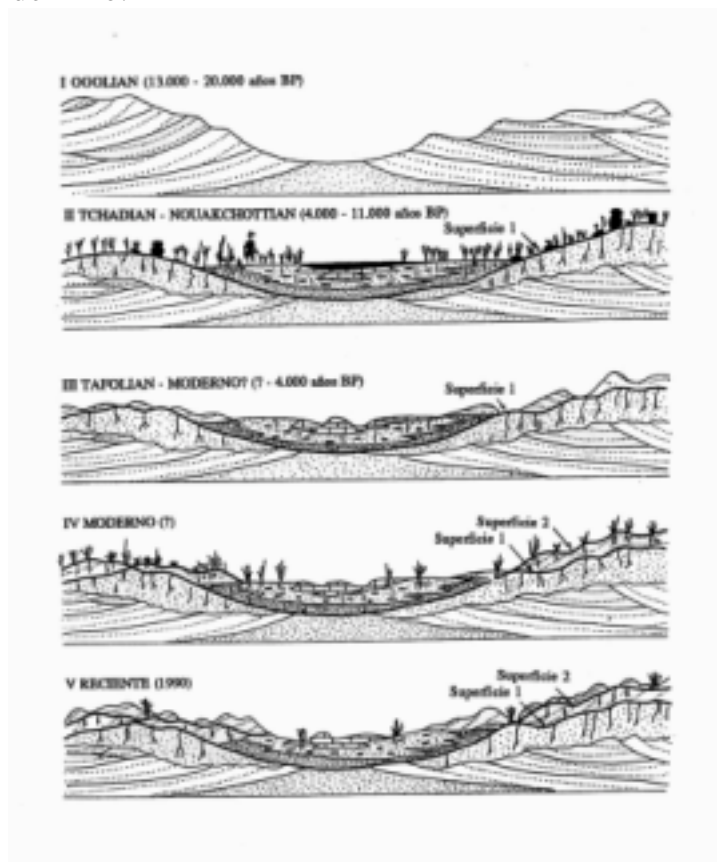 I OGOLIAN (13.000 - 20.000 años BP)
II TCHADIAN - NOUAKCHOTTIAN (4.000 - 11.000 años BP)
Superficie 1
III TAFOLIAN - MODERNO? (? - 4.000 años BP)
Superficie 1
IV MODERNO (?)
Superficie 2
Superficie 1
V RECIENTE (1990)
Superficie 2
Superficie 1